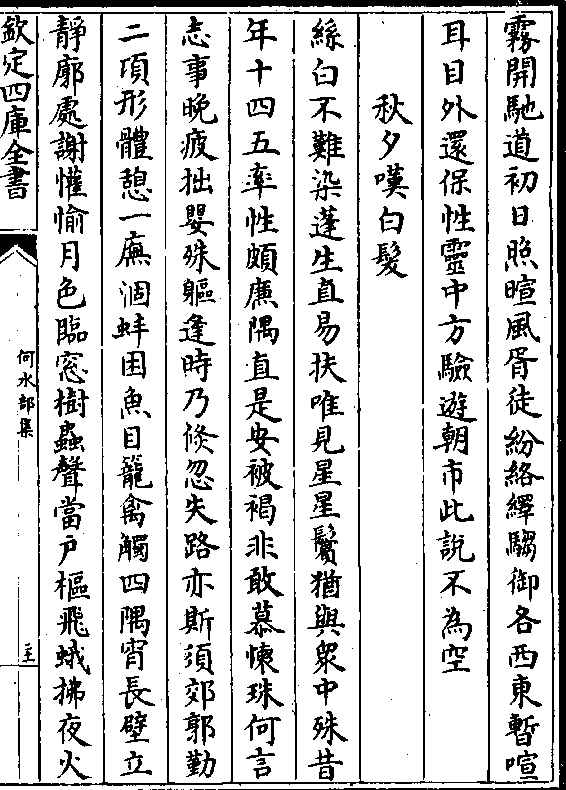 霧開馳道初日照暄風胥徒紛絡繹騶御各西東暫喧
耳目外還保性靈中方驗遊朝市此說不為空
秋夕嘆白髮
絲白不難染蓬生直易扶唯見星星鬢猶與衆中殊昔
年十四五率性頗廉隅直是安被褐非敢慕懷珠何言
志事晚疲拙嬰殊軀逢時乃倐忽失路亦斯須郊郭勤
二項形體憩一廡涸蚌困魚目籠禽觸四隅宵長壁立
靜廓處謝懽愉月色臨窓樹蟲聲當户樞飛蛾拂夜火
欽定四庫全書
何水部集